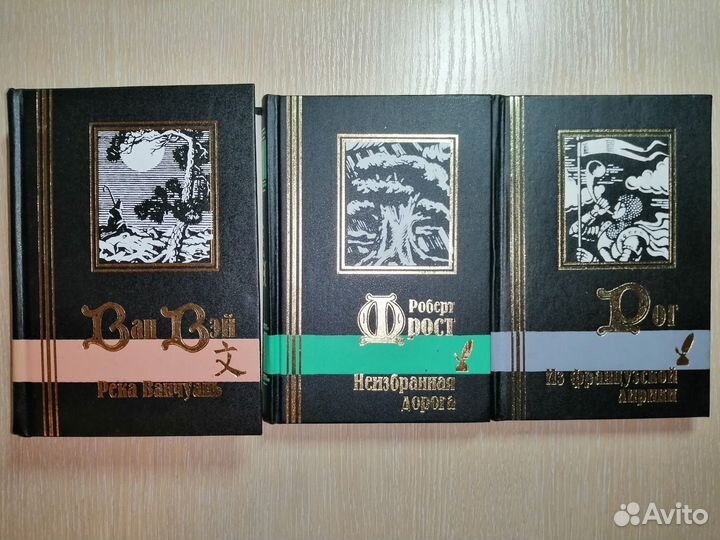 Ван Вэй
文
Река Ванчуань
Роберт
Фрост
Неизбранная
дорога
Рог
Из французской
лирики
Avito